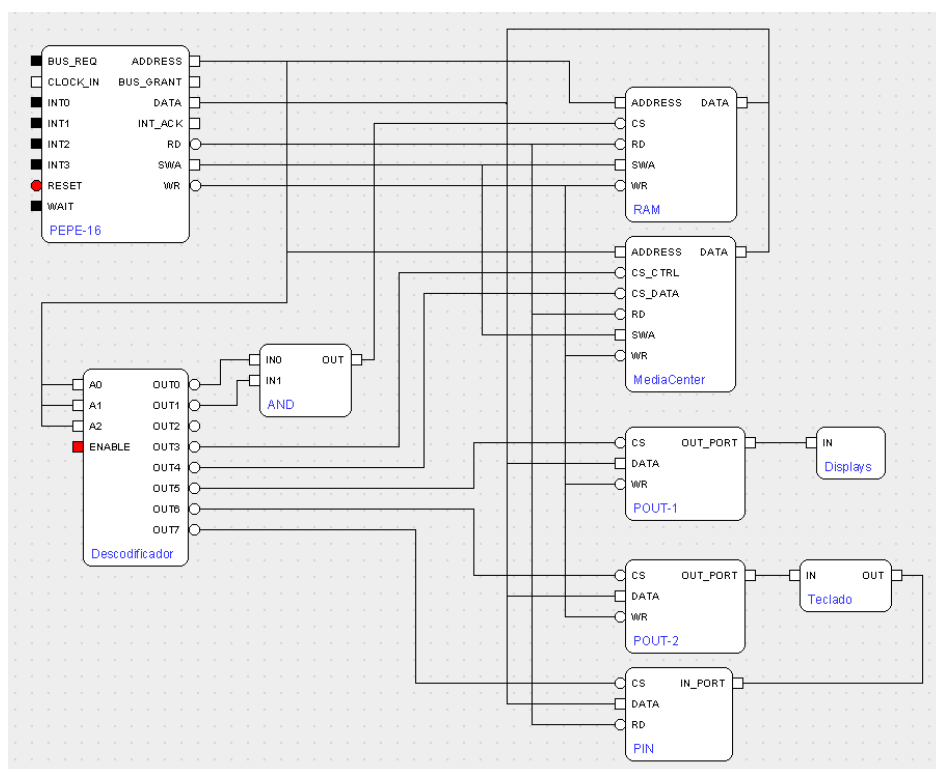 BUS_REQ ADDRESS
CLOCK_IN BUS_GRANT
INT0 DATA
INT1 INT_ACK
INT2 RD
INT3 SWA
RESET WR
WAIT
PEPE-16
ADDRESS DATA
CS
RD
SWA
WR
RAM
ADDRESS DATA
CS_CTRL
CS_DATA
RD
SWA
WR
MediaCenter
IN0 OUT
IN1
AND
A0 OUT0
A1 OUT1
A2 OUT2
ENABLE OUT3
OUT4
OUT5
OUT6
OUT7
Descodificador
CS OUT_PORT
DATA
WR
POUT-1
IN
Displays
CS OUT_PORT
DATA
WR
POUT-2
IN OUT
Teclado
CS IN_PORT
DATA
RD
PIN